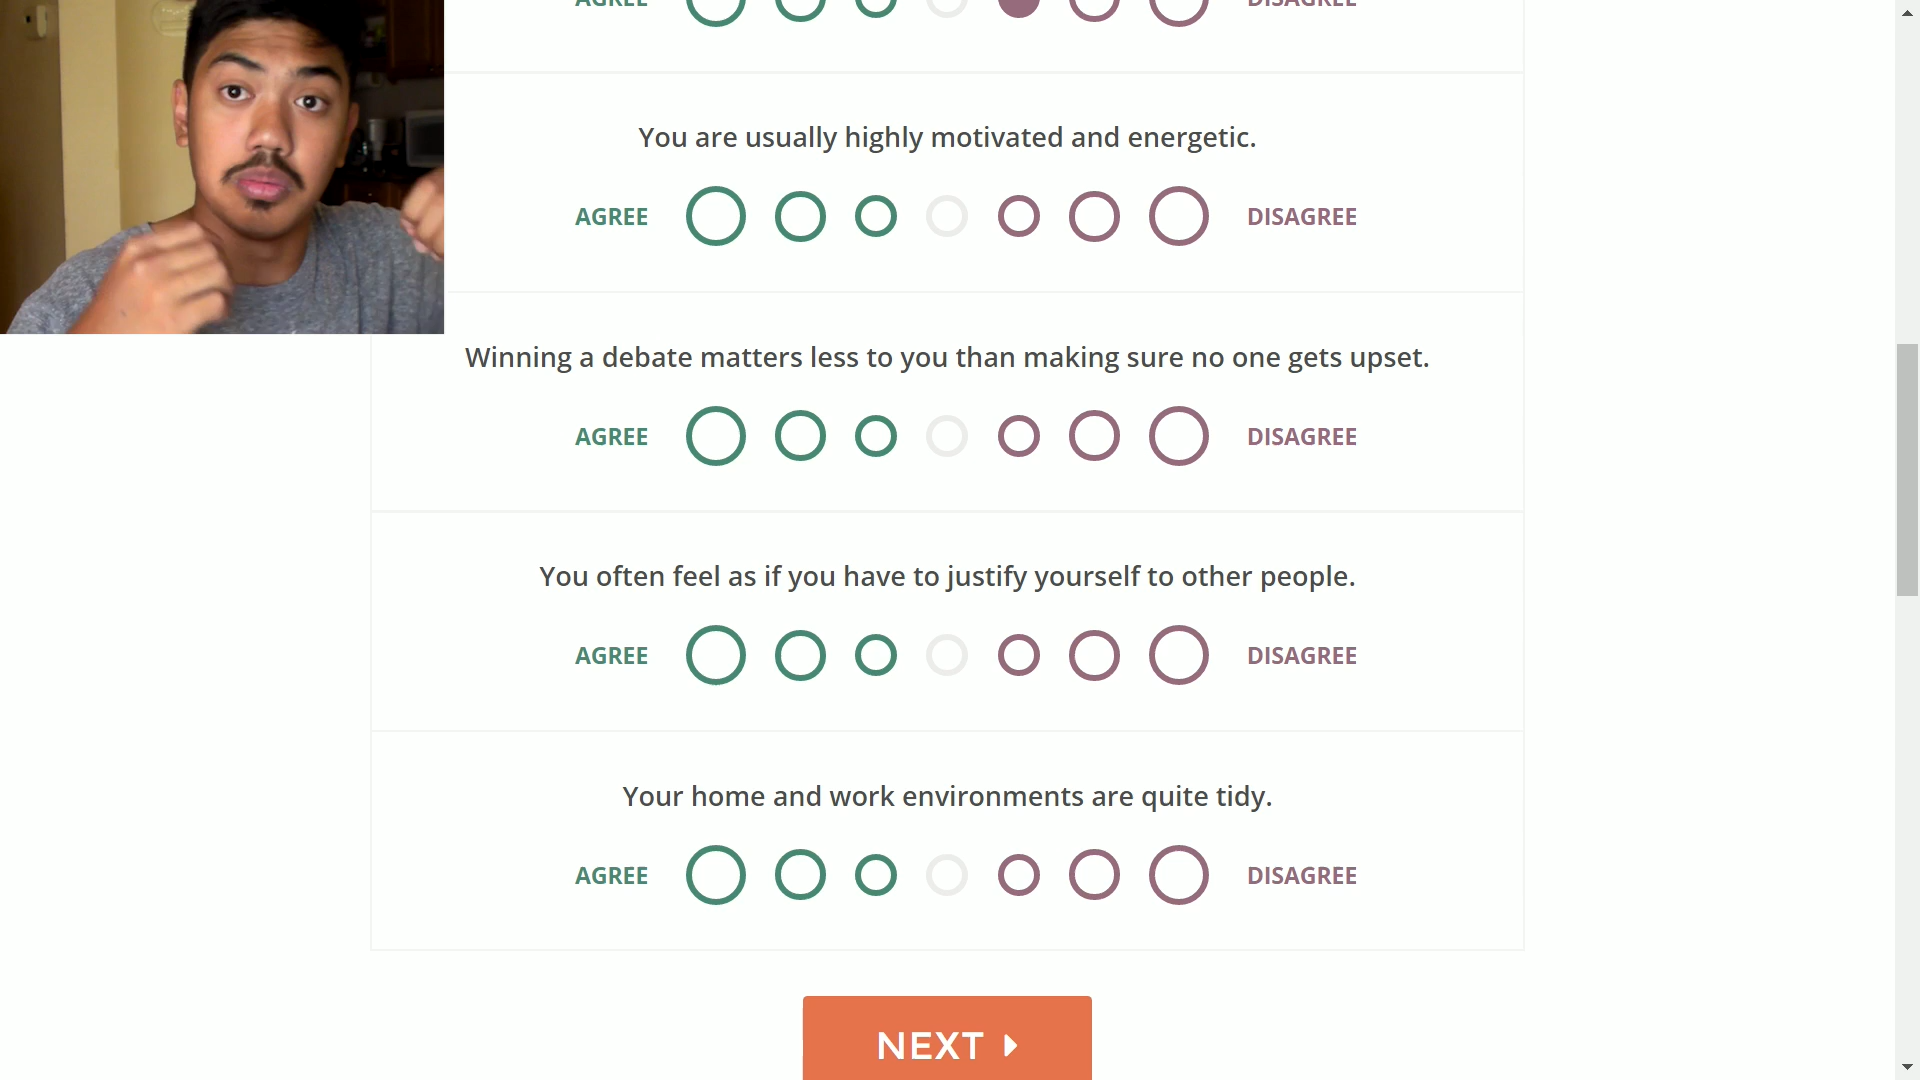 AGREE DISAGREE
You are usually highly motivated and energetic.
AGREE DISAGREE
Winning a debate matters less to you than making sure no one gets upset.
AGREE DISAGREE
You often feel as if you have to justify yourself to other people.
AGREE DISAGREE
Your home and work environments are quite tidy.
AGREE DISAGREE
NEXT